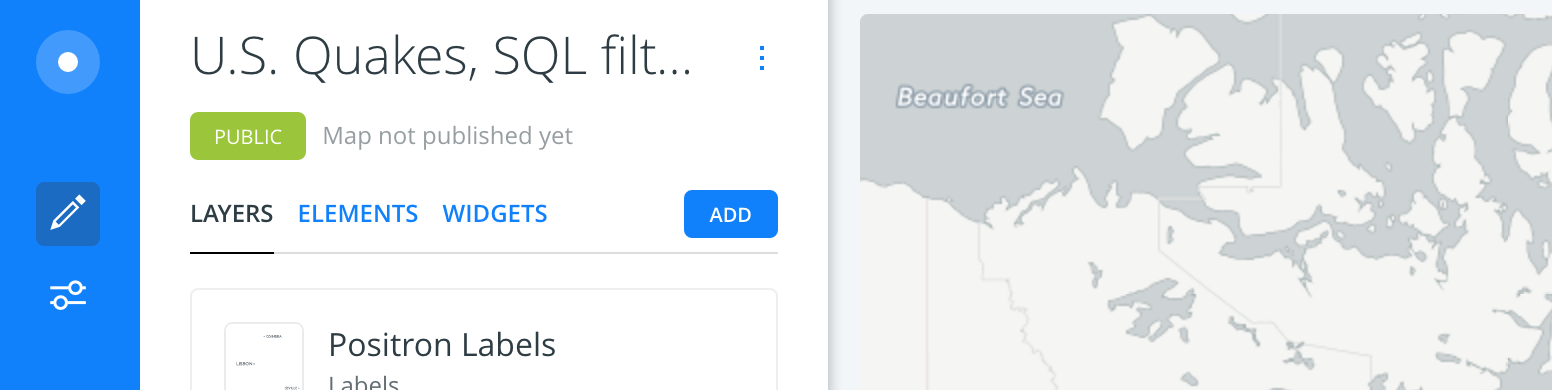 U.S. Quakes, SQL filt...
PUBLIC Map not published yet
LAYERS ELEMENTS WIDGETS ADD
Positron Labels
Labels
Beaufort Sea